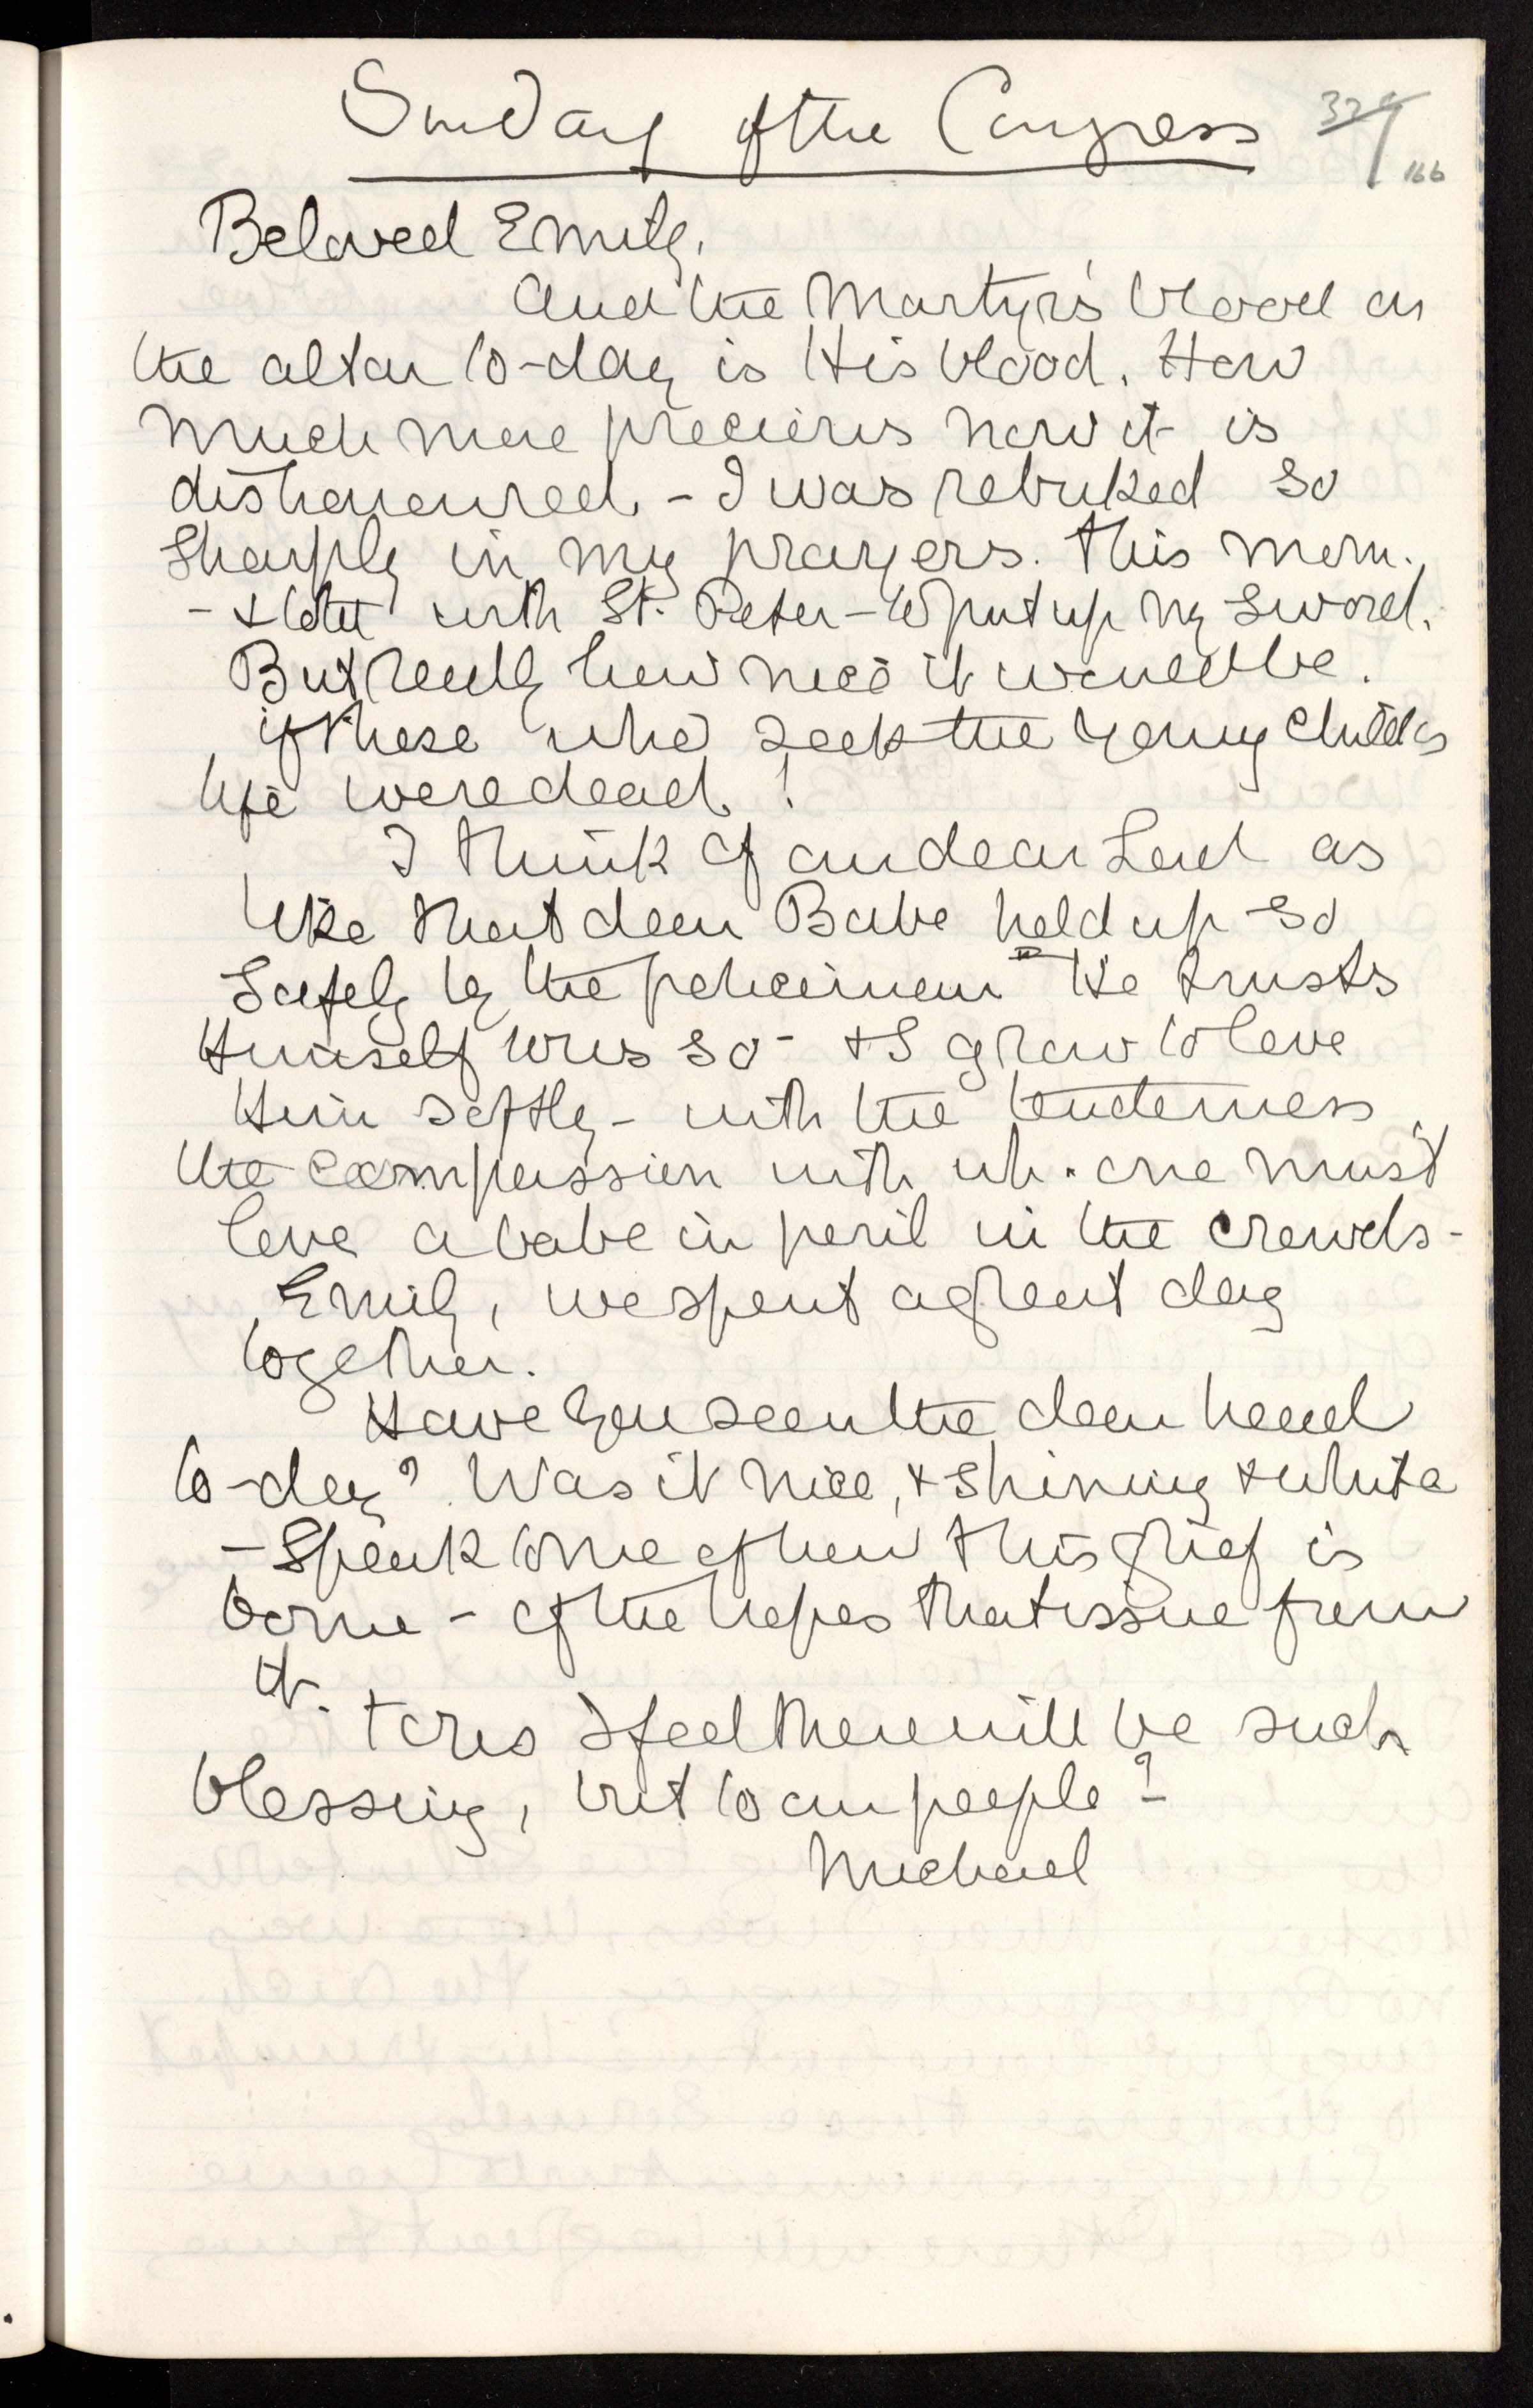 Sunday of the Congress
329
166
Beloved Emily,
And the Martyr's blood on
the altar to-day is His blood. How
much more precious now it is
dishonoured - I was rebuked so
sharply in my prayers this morn.
- & told with St. Peter - to put up my sword.
But really how nice it would be.
if those who seek the young child's
life were dead!
I think of our dear Lord as
like that dear Babe held up so
safely by the policeman He trusts
Himself to us so - & I grow to love
Him softly - with the tenderness,
the compassion with wh. one must
love a babe in peril in the crowds -
Emily, we spent a great day
together.
Have you seen the dear head
to-day? Was it nice, & shining & white
- Speak to me of how this grief is
borne - of the hopes that issue from
it.
To us I feel there will be such
blessing, but to our people? -
Michael